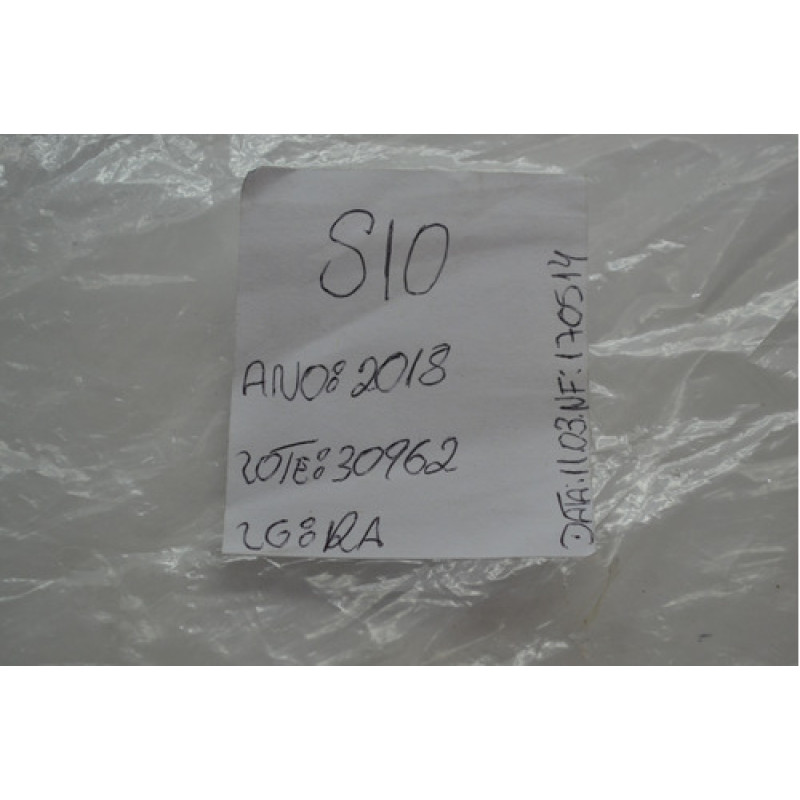 S10
ANO: 2018
LOTE: 30962
LG: RA
DATA: 11.03. NF: 170514